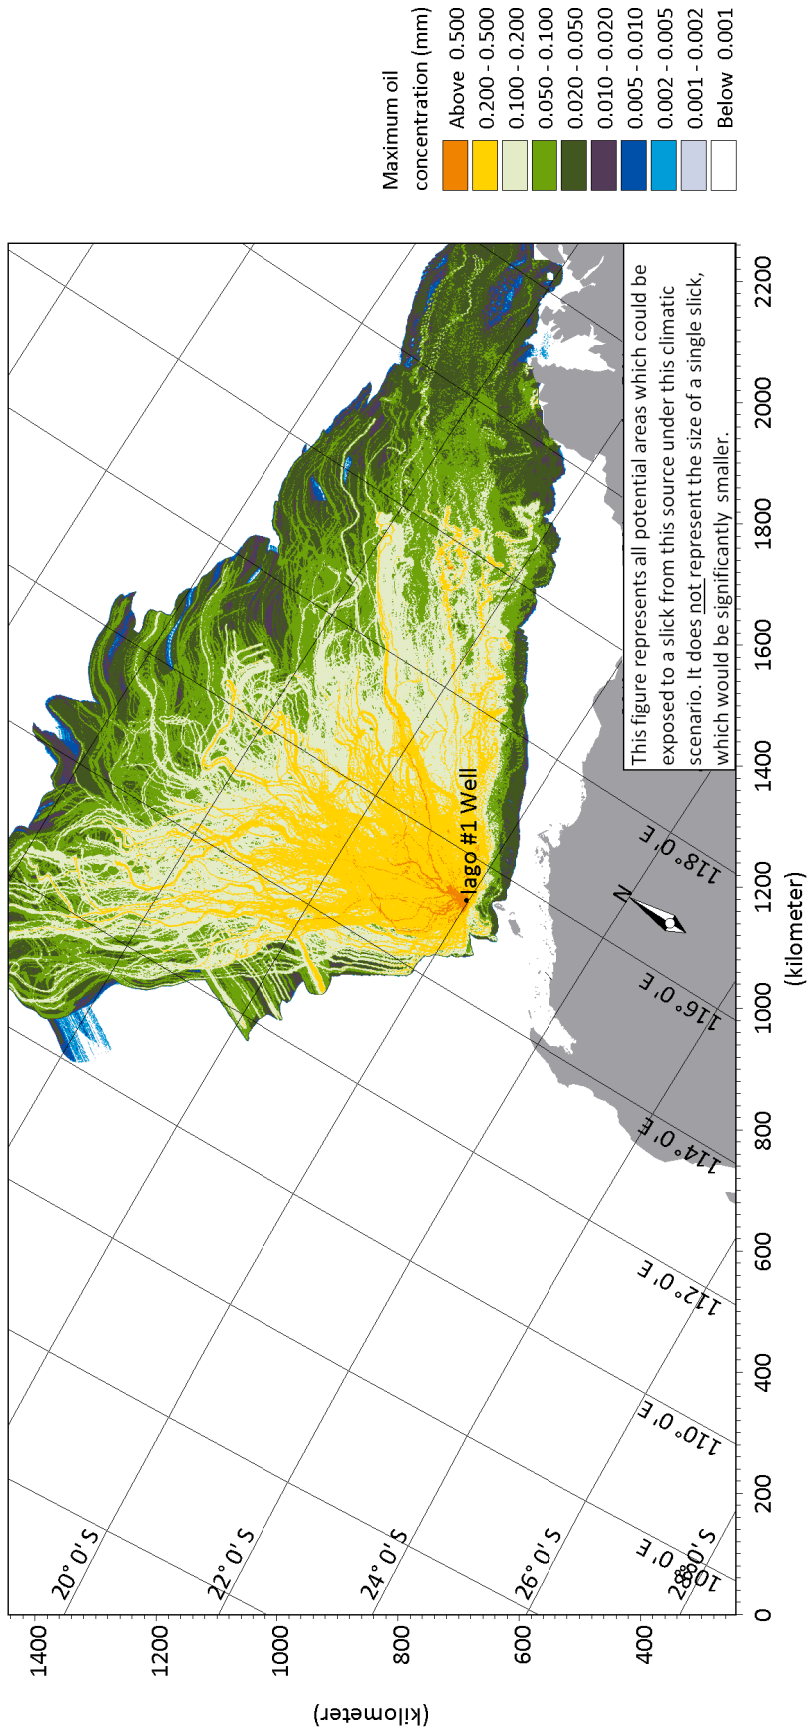 Maximum oil
concentration (mm)
Above 0.500
0.200 - 0.500
0.100 - 0.200
0.050 - 0.100
0.020 - 0.050
0.010 - 0.020
0.005 - 0.010
0.002 - 0.005
0.001 - 0.002
Below 0.001
1400
1200
1000
800
600
400
(kilometer)
0
200
400
600
800
1000
1200
1400
1600
1800
2000
2200
(kilometer)
20° 0' S
22° 0' S
24° 0' S
26° 0' S
28° 0' S
108° 0' E
110° 0' E
112° 0' E
114° 0' E
116° 0' E
118° 0' E
Iago #1 Well
N
This figure represents all potential areas which could be
exposed to a slick from this source under this climatic
scenario. It does not represent the size of a single slick,
which would be significantly smaller.